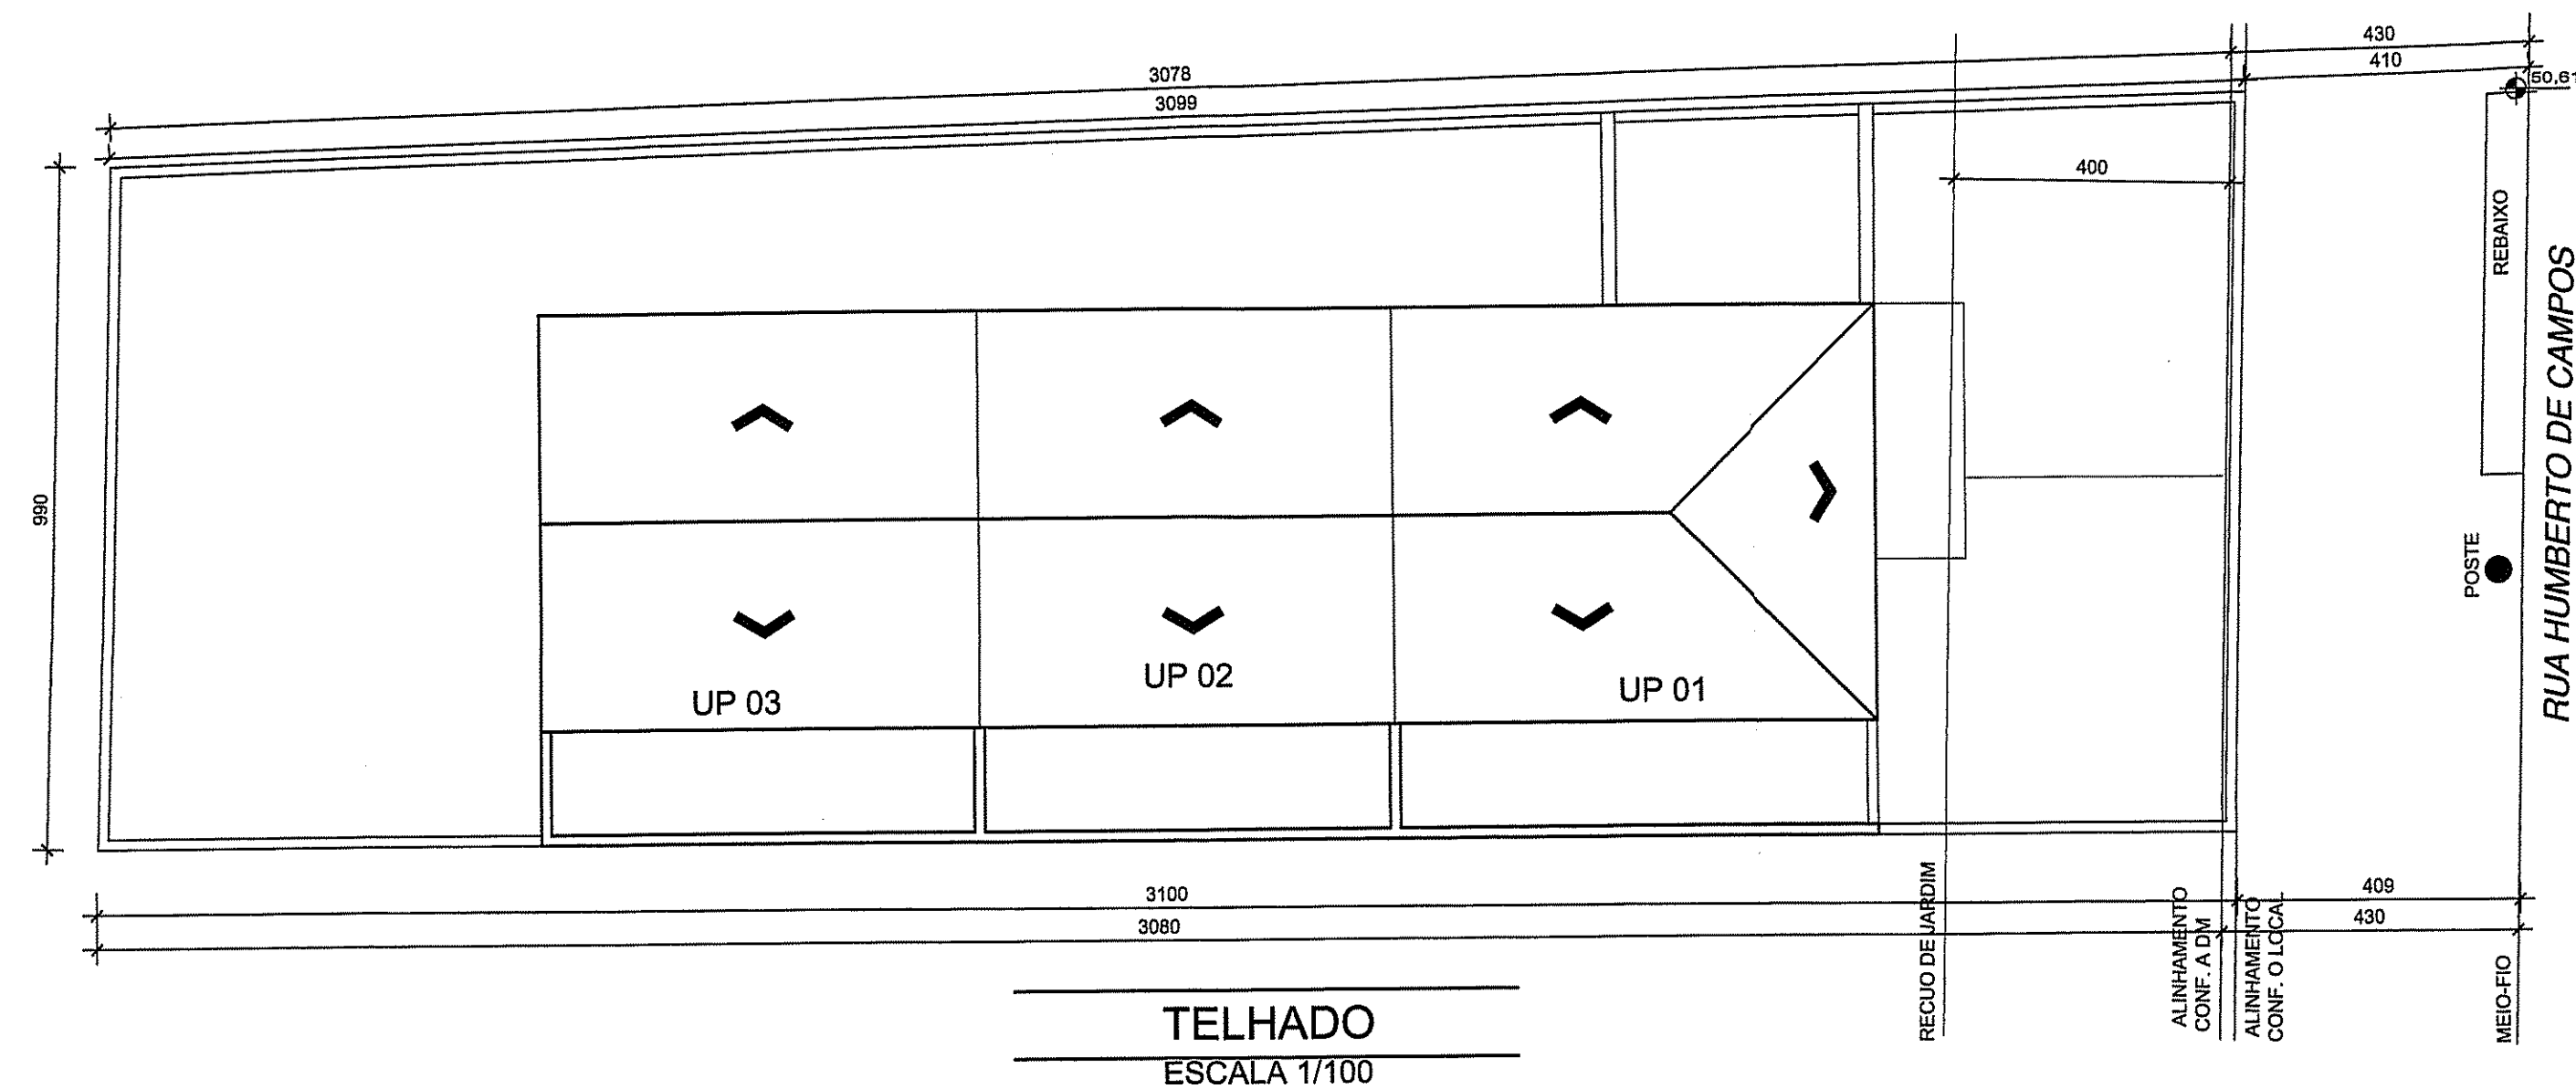 430
3078
410
3099
50.61
400
REBAIXO
RUA HUMBERTO DE CAMPOS
990
POSTE
UP 03
UP 02
UP 01
3100
409
3080
430
RECUO DE JARDIM
ALINHAMENTO
CONF. A DM
ALINHAMENTO
CONF. O LOCAL
MEIO-FIO
TELHADO
ESCALA 1/100